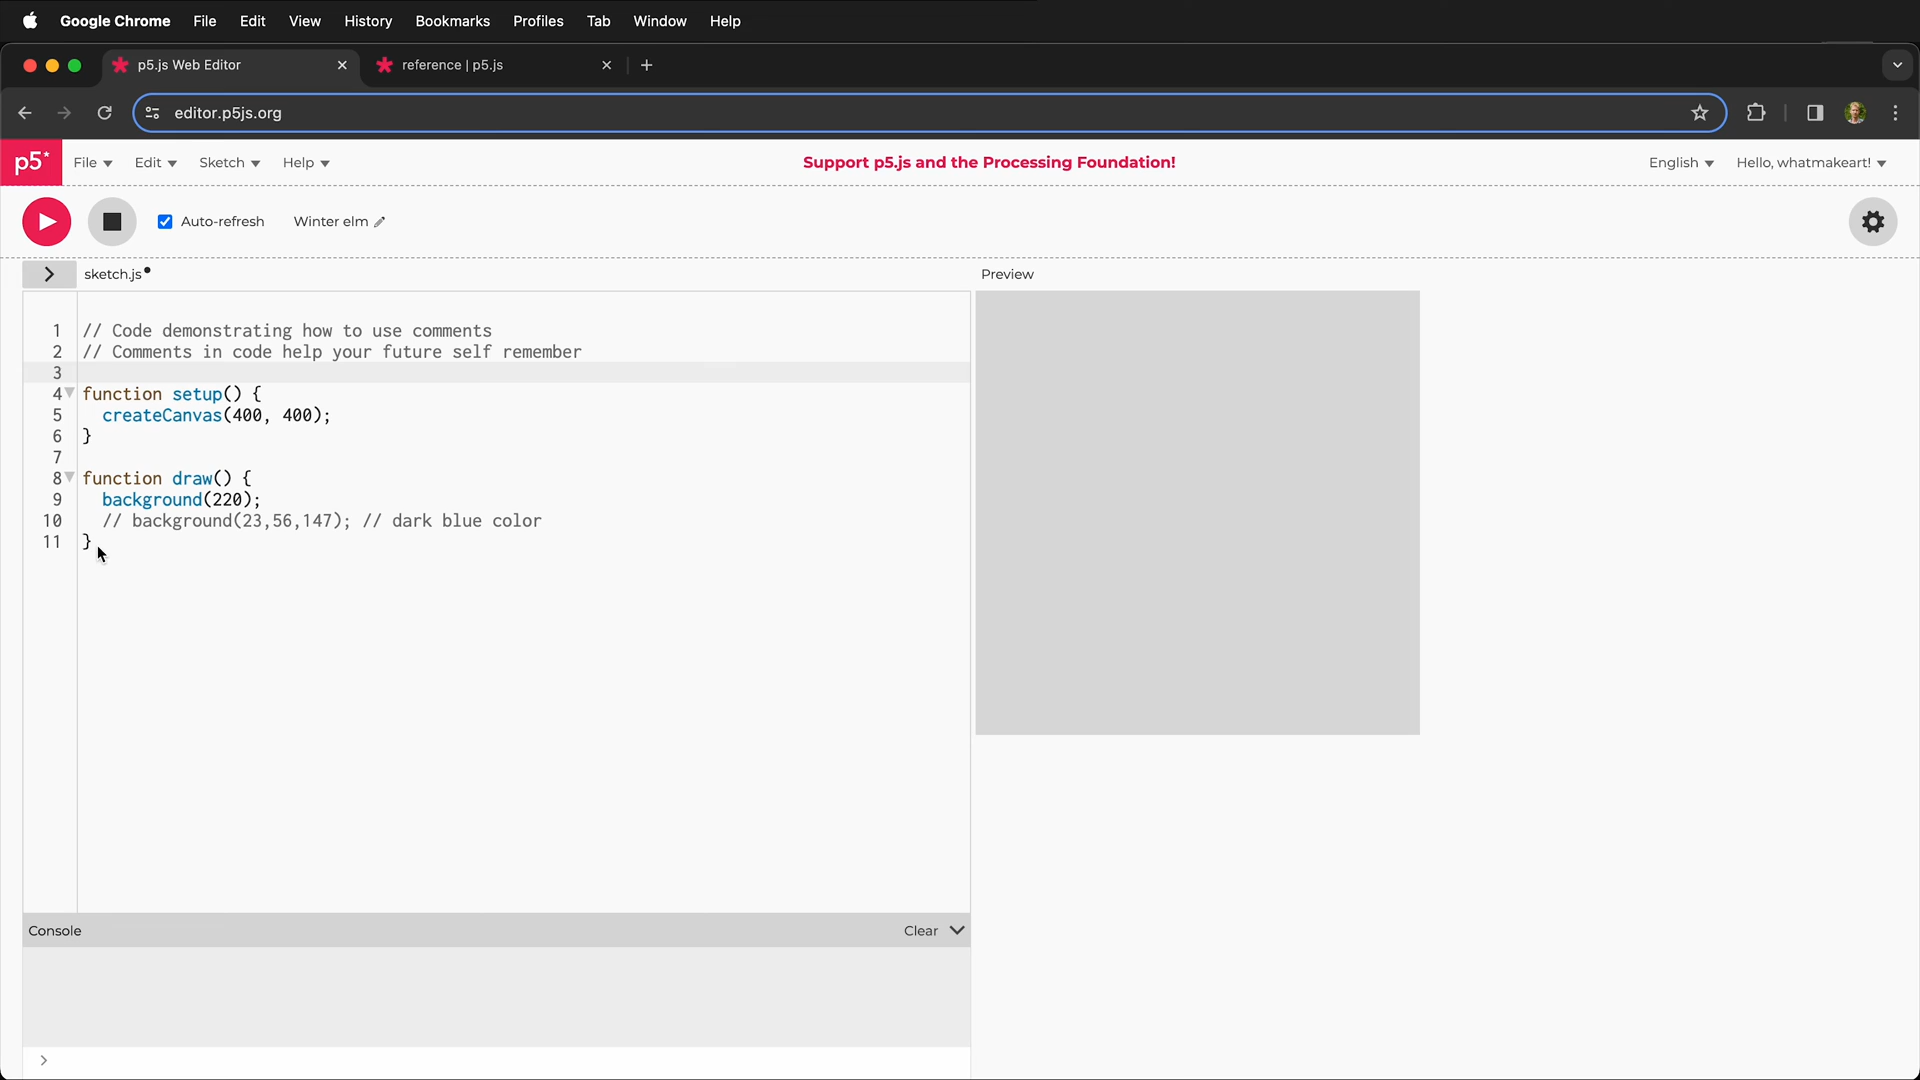 Google Chrome File Edit View History Bookmarks Profiles Tab Window Help
p5.js Web Editor reference | p5.js
editor.p5js.org
p5* File Edit Sketch Help Support p5.js and the Processing Foundation! English Hello, whatmakeart!
Auto-refresh Winter elm
sketch.js Preview
1 // Code demonstrating how to use comments
2 // Comments in code help your future self remember
3
4 function setup() {
5 createCanvas(400, 400);
6 }
7
8 function draw() {
9 background(220);
10 // background(23,56,147); // dark blue color
11 }
Console Clear
>